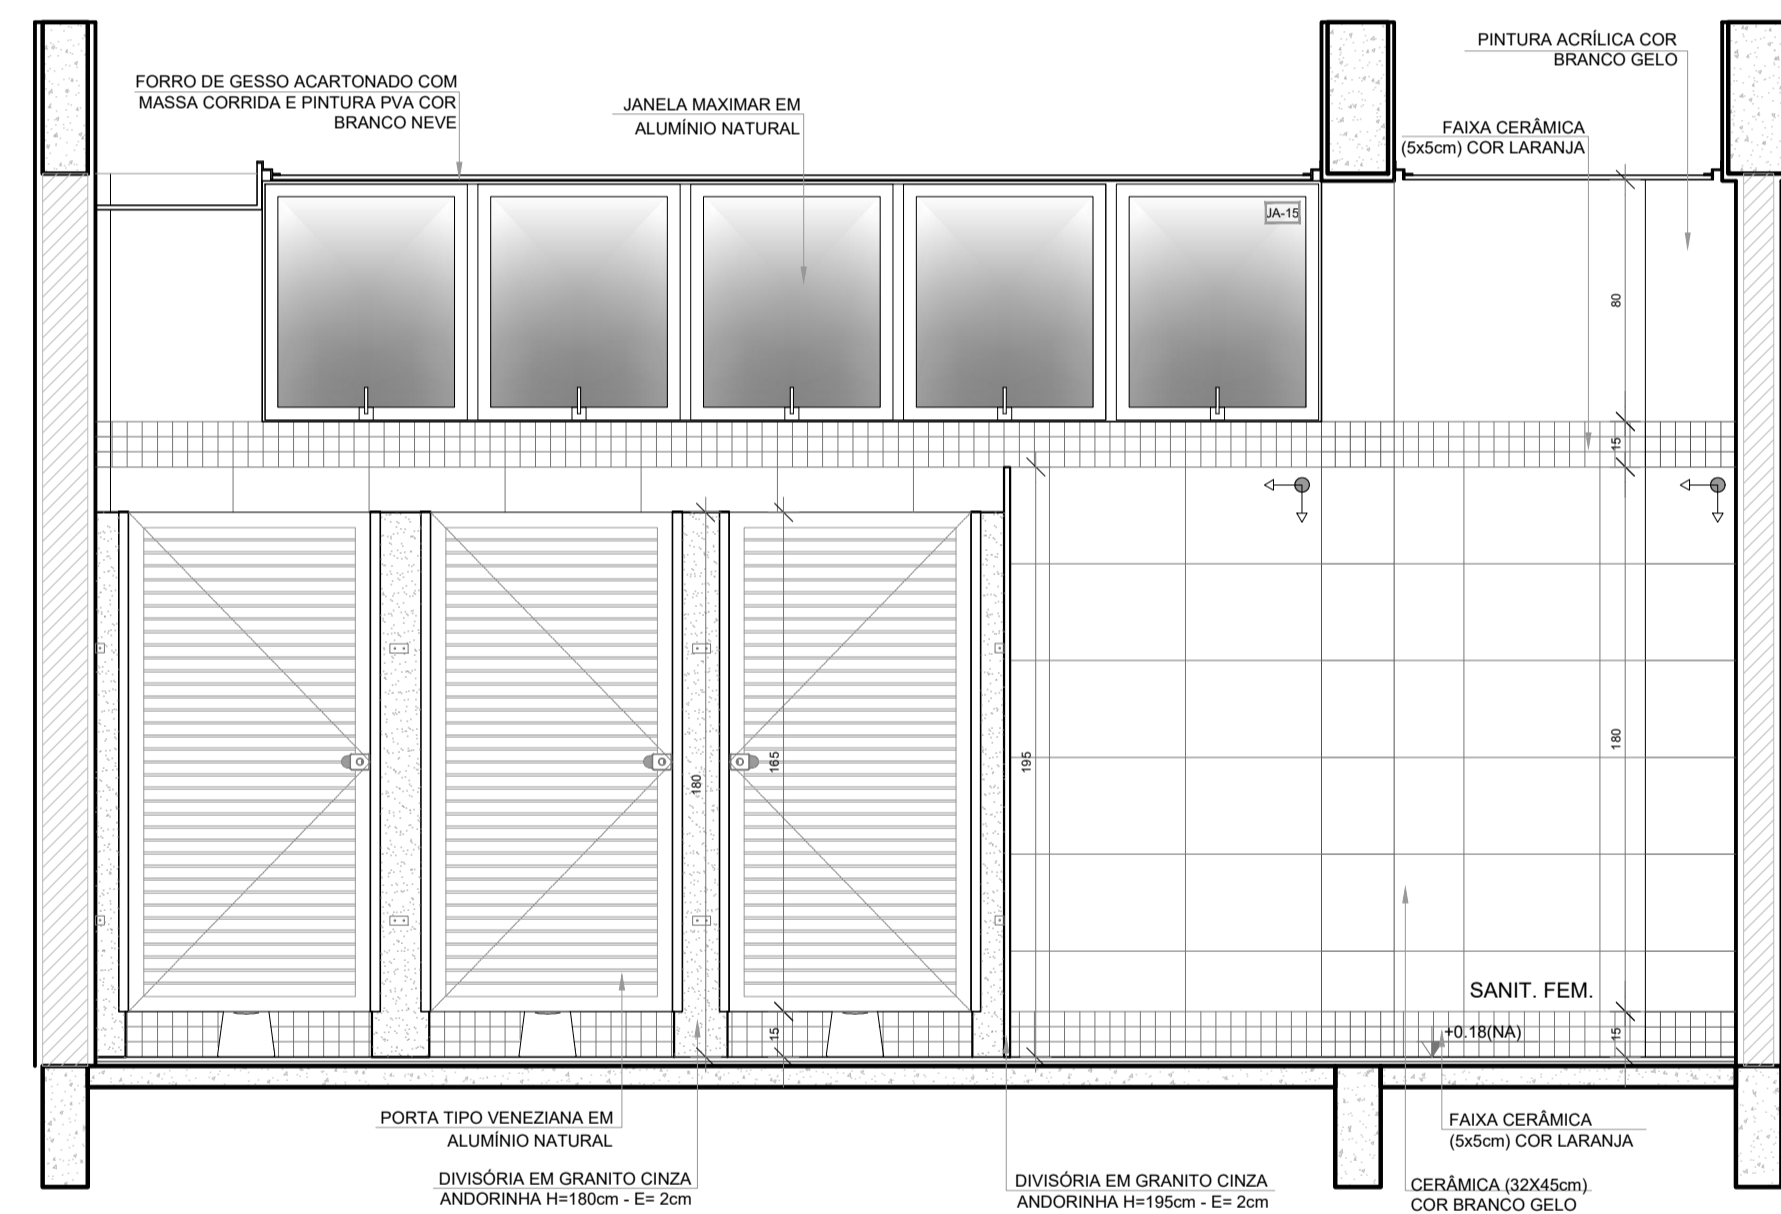 PINTURA ACRÍLICA COR
BRANCO GELO
FORRO DE GESSO ACARTONADO COM
MASSA CORRIDA E PINTURA PVA COR
BRANCO NEVE
JANELA MAXIMAR EM
ALUMÍNIO NATURAL
FAIXA CERÂMICA
(5x5cm) COR LARANJA
JA-15
80
15
180
195
165
180
15
SANIT. FEM.
+0.18(NA)
15
PORTA TIPO VENEZIANA EM
ALUMÍNIO NATURAL
FAIXA CERÂMICA
(5x5cm) COR LARANJA
DIVISÓRIA EM GRANITO CINZA
ANDORINHA H=180cm - E= 2cm
DIVISÓRIA EM GRANITO CINZA
ANDORINHA H=195cm - E= 2cm
CERÂMICA (32X45cm)
COR BRANCO GELO